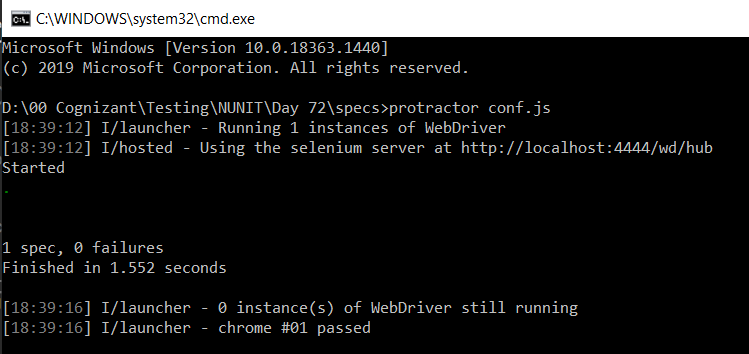 C:\WINDOWS\system32\cmd.exe
Microsoft Windows [Version 10.0.18363.1440]
(c) 2019 Microsoft Corporation. All rights reserved.
D:\00 Cognizant\Testing\NUNIT\Day 72\specs>protractor conf.js
[18:39:12] I/launcher - Running 1 instances of WebDriver
[18:39:12] I/hosted - Using the selenium server at http://localhost:4444/wd/hub
Started
.
1 spec, 0 failures
Finished in 1.552 seconds
[18:39:16] I/launcher - 0 instance(s) of WebDriver still running
[18:39:16] I/launcher - chrome #01 passed